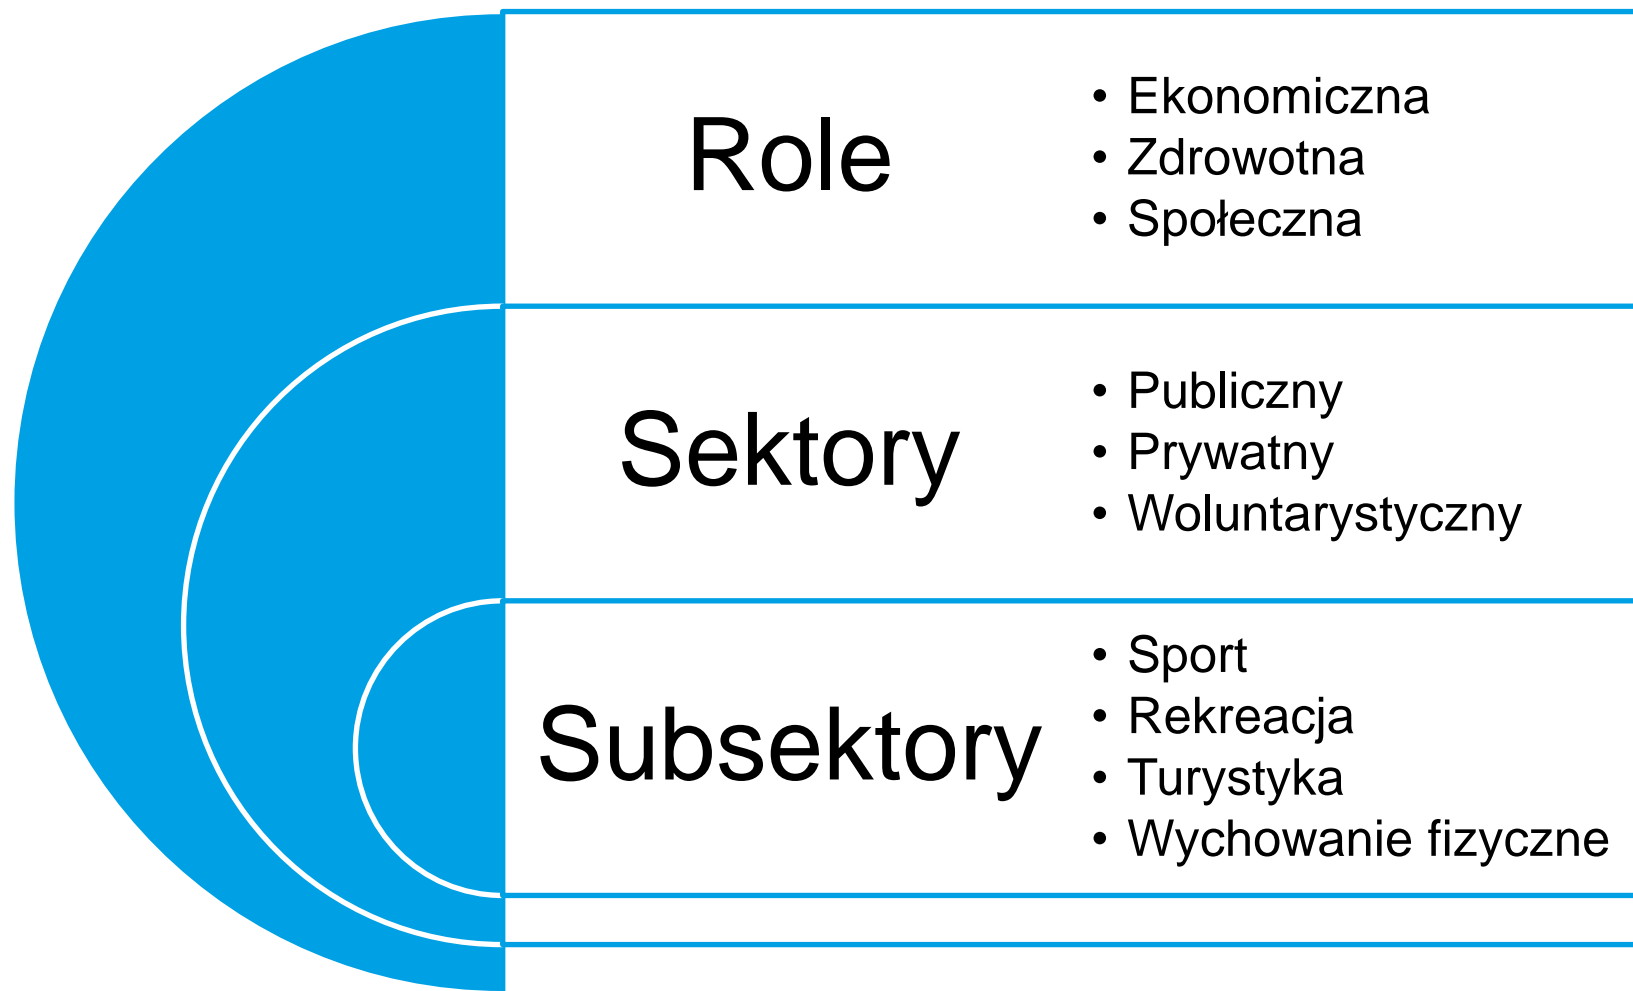 Role
• Ekonomiczna
• Zdrowotna
• Społeczna
Sektory
• Publiczny
• Prywatny
• Woluntarystyczny
Subsektory
• Sport
• Rekreacja
• Turystyka
• Wychowanie fizyczne